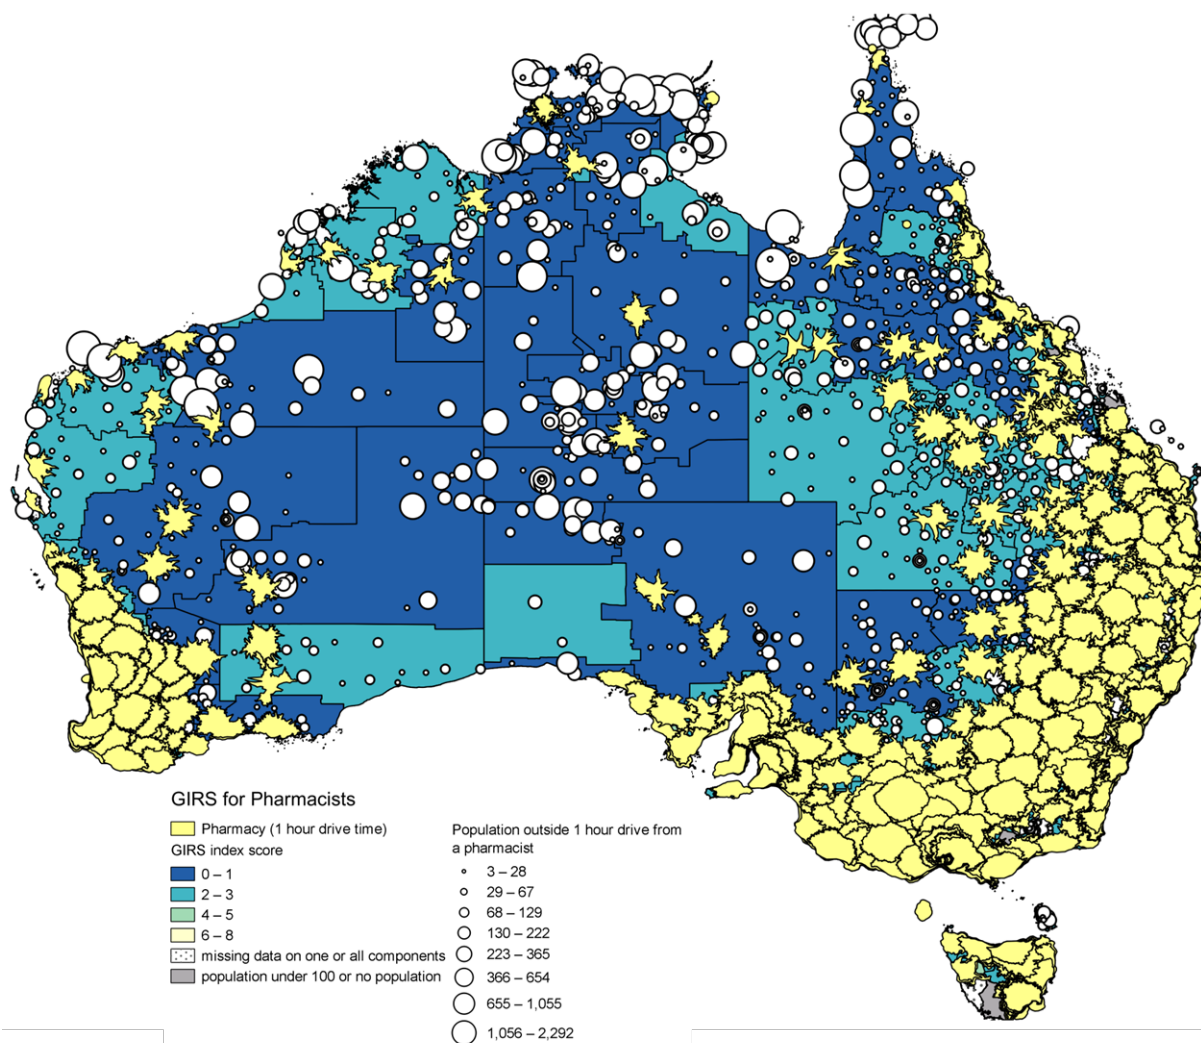 GIRS for Pharmacists
Pharmacy (1 hour drive time)
GIRS index score
0 – 1
2 – 3
4 – 5
6 – 8
missing data on one or all components
population under 100 or no population
Population outside 1 hour drive from
a pharmacist
3 – 28
29 – 67
68 – 129
130 – 222
223 – 365
366 – 654
655 – 1,055
1,056 – 2,292